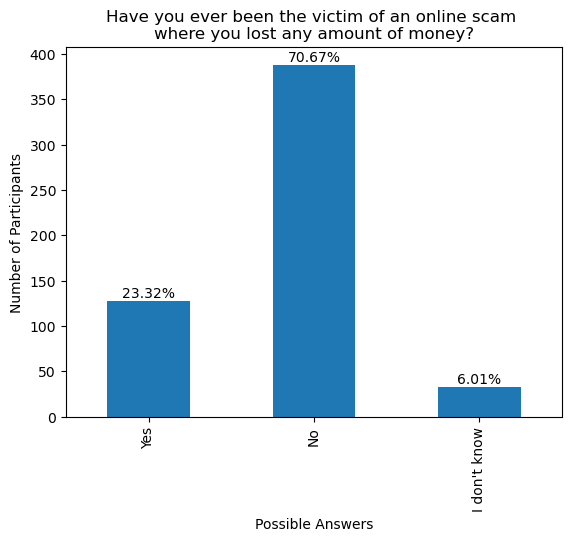 Have you ever been the victim of an online scam
where you lost any amount of money?
Number of Participants
400
350
300
250
200
150
100
50
0
23.32%
70.67%
6.01%
Yes
No
I don't know
Possible Answers